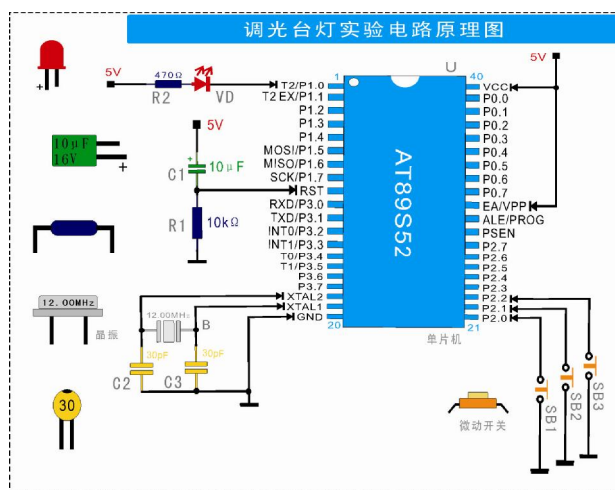 调光台灯实验电路原理图
5V
470Ω
R2
VD
5V
C1
10μF
R1
10kΩ
10μF
16V
12.00MHz
晶振
30
12.00MHz
B
30pF
30pF
C2
C3
U
1
40
20
21
AT89S52
T2/P1.0
T2 EX/P1.1
P1.2
P1.3
P1.4
MOSI/P1.5
MISO/P1.6
SCK/P1.7
RST
RXD/P3.0
TXD/P3.1
INT0/P3.2
INT1/P3.3
T0/P3.4
T1/P3.5
P3.6
P3.7
XTAL2
XTAL1
GND
5V
VCC
P0.0
P0.1
P0.2
P0.3
P0.4
P0.5
P0.6
P0.7
EA/VPP
ALE/PROG
PSEN
P2.7
P2.6
P2.5
P2.4
P2.3
P2.2
P2.1
P2.0
单片机
微动开关
SB1
SB2
SB3